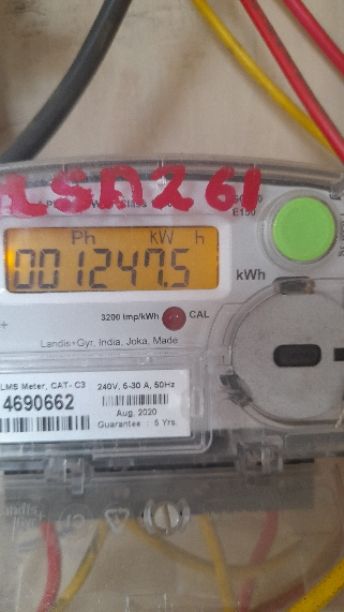 LSA261
E150
Ph kW h
001247.5
kWh
3200 imp/kWh CAL
Landis+Gyr, India, Joka, Made
LMS Meter, CAT- C3
4690662
240V, 5-30 A, 50Hz
Aug. 2020
Guarantee : 5 Yrs.